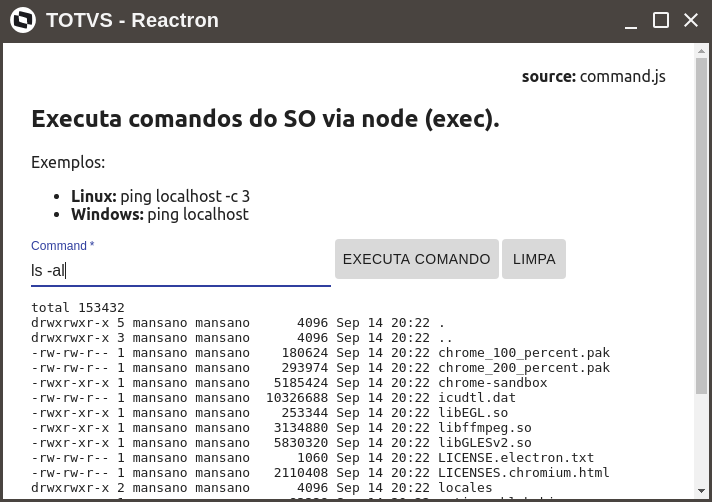 TOTVS - Reactron
source: command.js
Executa comandos do SO via node (exec).
Exemplos:
• Linux: ping localhost -c 3
• Windows: ping localhost
Command *
ls -al
EXECUTA COMANDO LIMPA
total 153432
drwxrwxr-x 5 mansano mansano      4096 Sep 14 20:22 .
drwxrwxr-x 3 mansano mansano      4096 Sep 14 20:22 ..
-rw-rw-r-- 1 mansano mansano    180624 Sep 14 20:22 chrome_100_percent.pak
-rw-rw-r-- 1 mansano mansano    293974 Sep 14 20:22 chrome_200_percent.pak
-rwxr-xr-x 1 mansano mansano   5185424 Sep 14 20:22 chrome-sandbox
-rw-rw-r-- 1 mansano mansano  10326688 Sep 14 20:22 icudtl.dat
-rwxr-xr-x 1 mansano mansano    253344 Sep 14 20:22 libEGL.so
-rwxr-xr-x 1 mansano mansano   3134880 Sep 14 20:22 libffmpeg.so
-rwxr-xr-x 1 mansano mansano   5830320 Sep 14 20:22 libGLESv2.so
-rw-rw-r-- 1 mansano mansano      1060 Sep 14 20:22 LICENSE.electron.txt
-rw-rw-r-- 1 mansano mansano   2110408 Sep 14 20:22 LICENSES.chromium.html
drwxrwxr-x 2 mansano mansano      4096 Sep 14 20:22 locales